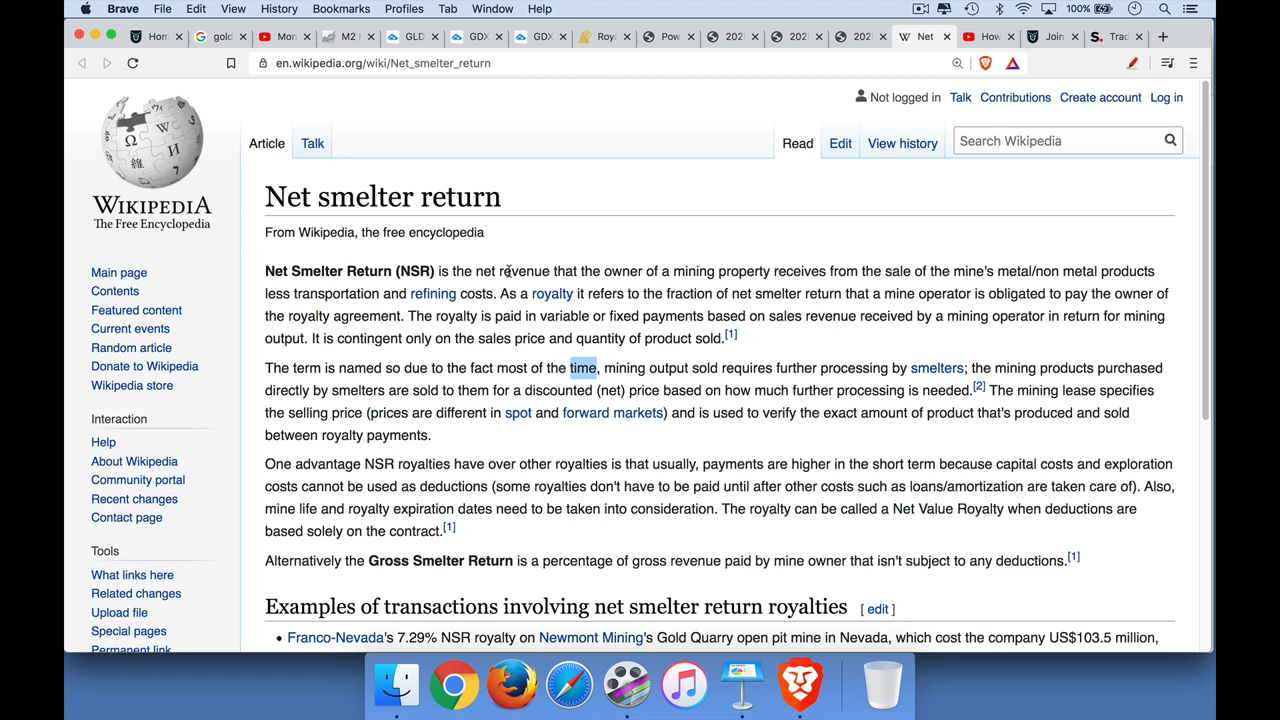 Brave File Edit View History Bookmarks Profiles Tab Window Help 100%
Hom gold Mon M2 GLD GDX GDX Roya Pow 202 202 202 Net How Join Trad
en.wikipedia.org/wiki/Net_smelter_return
Not logged in Talk Contributions Create account Log in
Article Talk Read Edit View history Search Wikipedia
WIKIPEDIA
The Free Encyclopedia
Main page
Contents
Featured content
Current events
Random article
Donate to Wikipedia
Wikipedia store
Interaction
Help
About Wikipedia
Community portal
Recent changes
Contact page
Tools
What links here
Related changes
Upload file
Special pages
Permanent link
Net smelter return
From Wikipedia, the free encyclopedia
Net Smelter Return (NSR) is the net revenue that the owner of a mining property receives from the sale of the mine's metal/non metal products
less transportation and refining costs. As a royalty it refers to the fraction of net smelter return that a mine operator is obligated to pay the owner of
the royalty agreement. The royalty is paid in variable or fixed payments based on sales revenue received by a mining operator in return for mining
output. It is contingent only on the sales price and quantity of product sold.[1]
The term is named so due to the fact most of the time, mining output sold requires further processing by smelters; the mining products purchased
directly by smelters are sold to them for a discounted (net) price based on how much further processing is needed.[2] The mining lease specifies
the selling price (prices are different in spot and forward markets) and is used to verify the exact amount of product that's produced and sold
between royalty payments.
One advantage NSR royalties have over other royalties is that usually, payments are higher in the short term because capital costs and exploration
costs cannot be used as deductions (some royalties don't have to be paid until after other costs such as loans/amortization are taken care of). Also,
mine life and royalty expiration dates need to be taken into consideration. The royalty can be called a Net Value Royalty when deductions are
based solely on the contract.[1]
Alternatively the Gross Smelter Return is a percentage of gross revenue paid by mine owner that isn't subject to any deductions.[1]
Examples of transactions involving net smelter return royalties [ edit ]
• Franco-Nevada's 7.29% NSR royalty on Newmont Mining's Gold Quarry open pit mine in Nevada, which cost the company US$103.5 million,